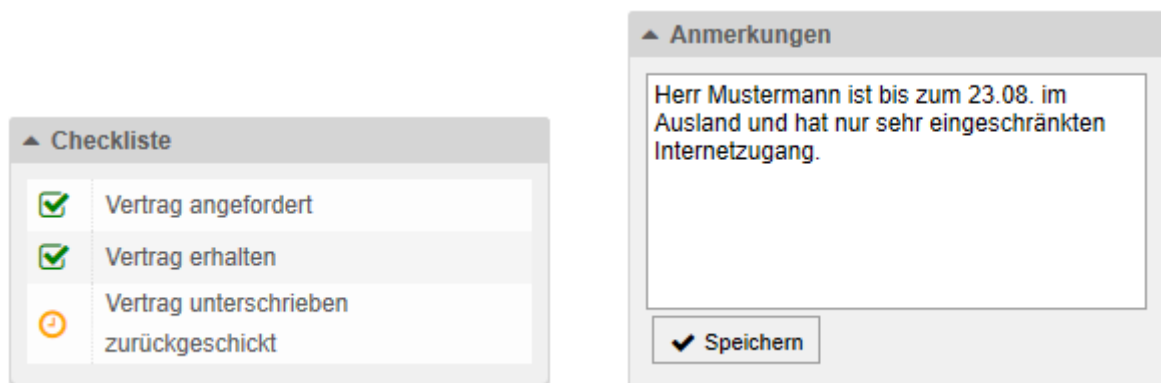 Checkliste
Vertrag angefordert
Vertrag erhalten
Vertrag unterschrieben
zurückgeschickt
Anmerkungen
Herr Mustermann ist bis zum 23.08. im
Ausland und hat nur sehr eingeschränkten
Internetzugang.
Speichern